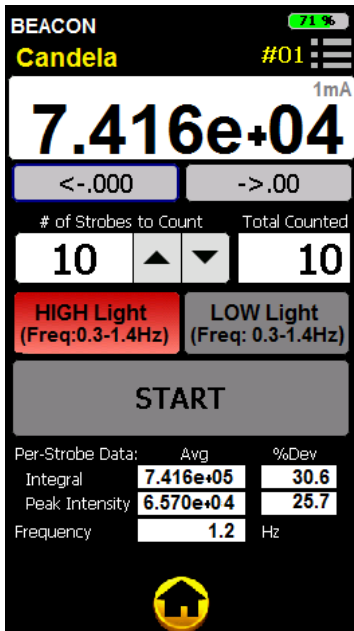 BEACON 71 %
Candela #01
1mA
7.416e+04
<-.000 ->.00
# of Strobes to Count Total Counted
10 10
HIGH Light LOW Light
(Freq:0.3-1.4Hz) (Freq: 0.3-1.4Hz)
START
Per-Strobe Data: Avg %Dev
Integral 7.416e+05 30.6
Peak Intensity 6.570e+04 25.7
Frequency 1.2 Hz